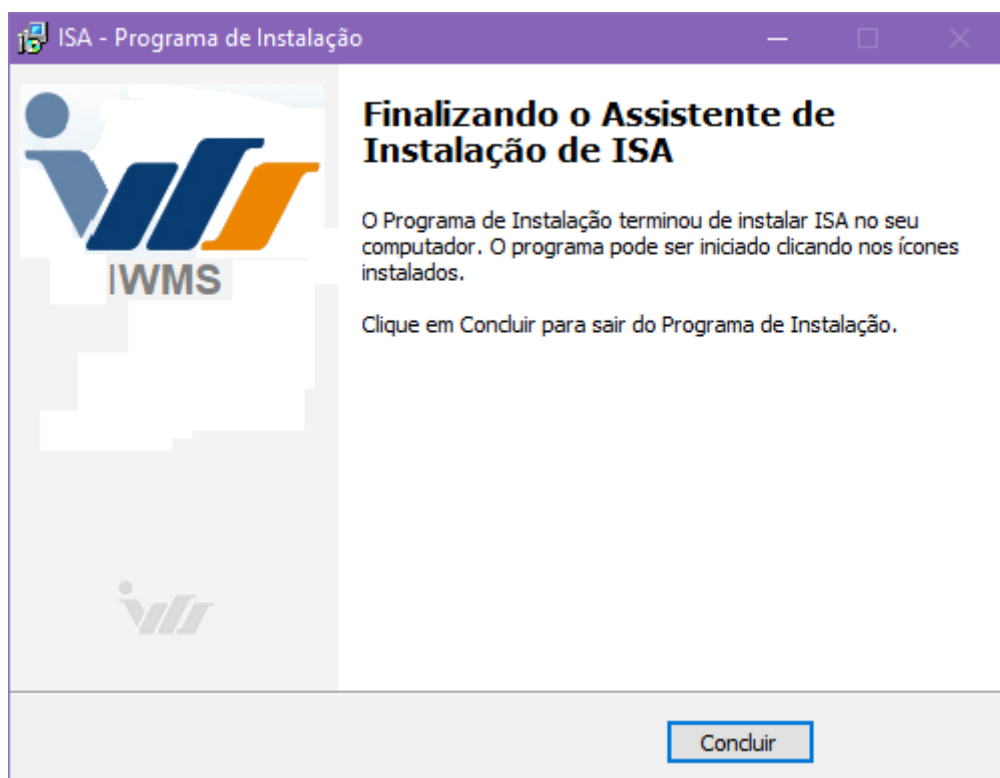 ISA - Programa de Instalação
IWMS
Finalizando o Assistente de
Instalação de ISA
O Programa de Instalação terminou de instalar ISA no seu
computador. O programa pode ser iniciado clicando nos ícones
instalados.
Clique em Concluir para sair do Programa de Instalação.
Concluir